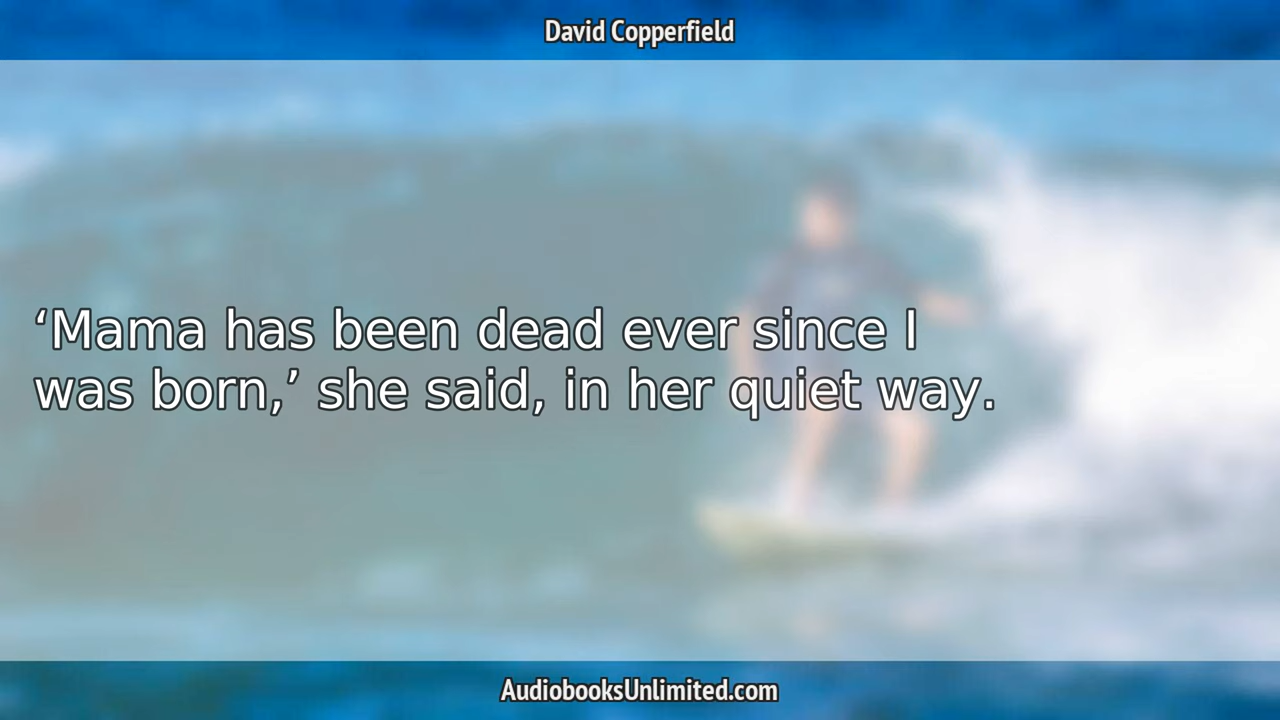 David Copperfield
‘Mama has been dead ever since I
was born,’ she said, in her quiet way.
AudiobooksUnlimited.com